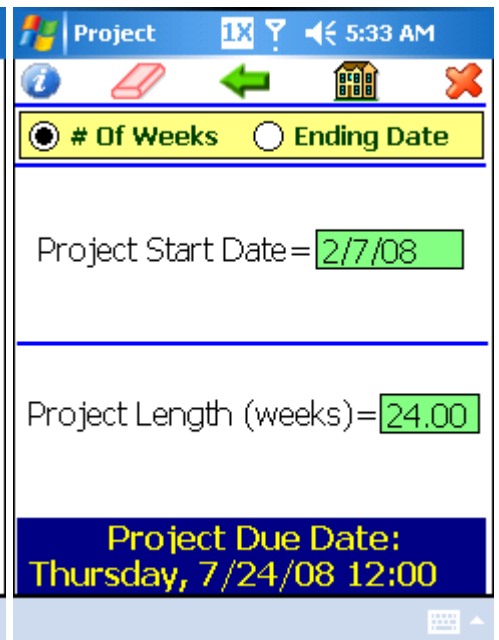 Project 1X 5:33 AM
# Of Weeks Ending Date
Project Start Date= 2/7/08
Project Length (weeks)= 24.00
Project Due Date:
Thursday, 7/24/08 12:00